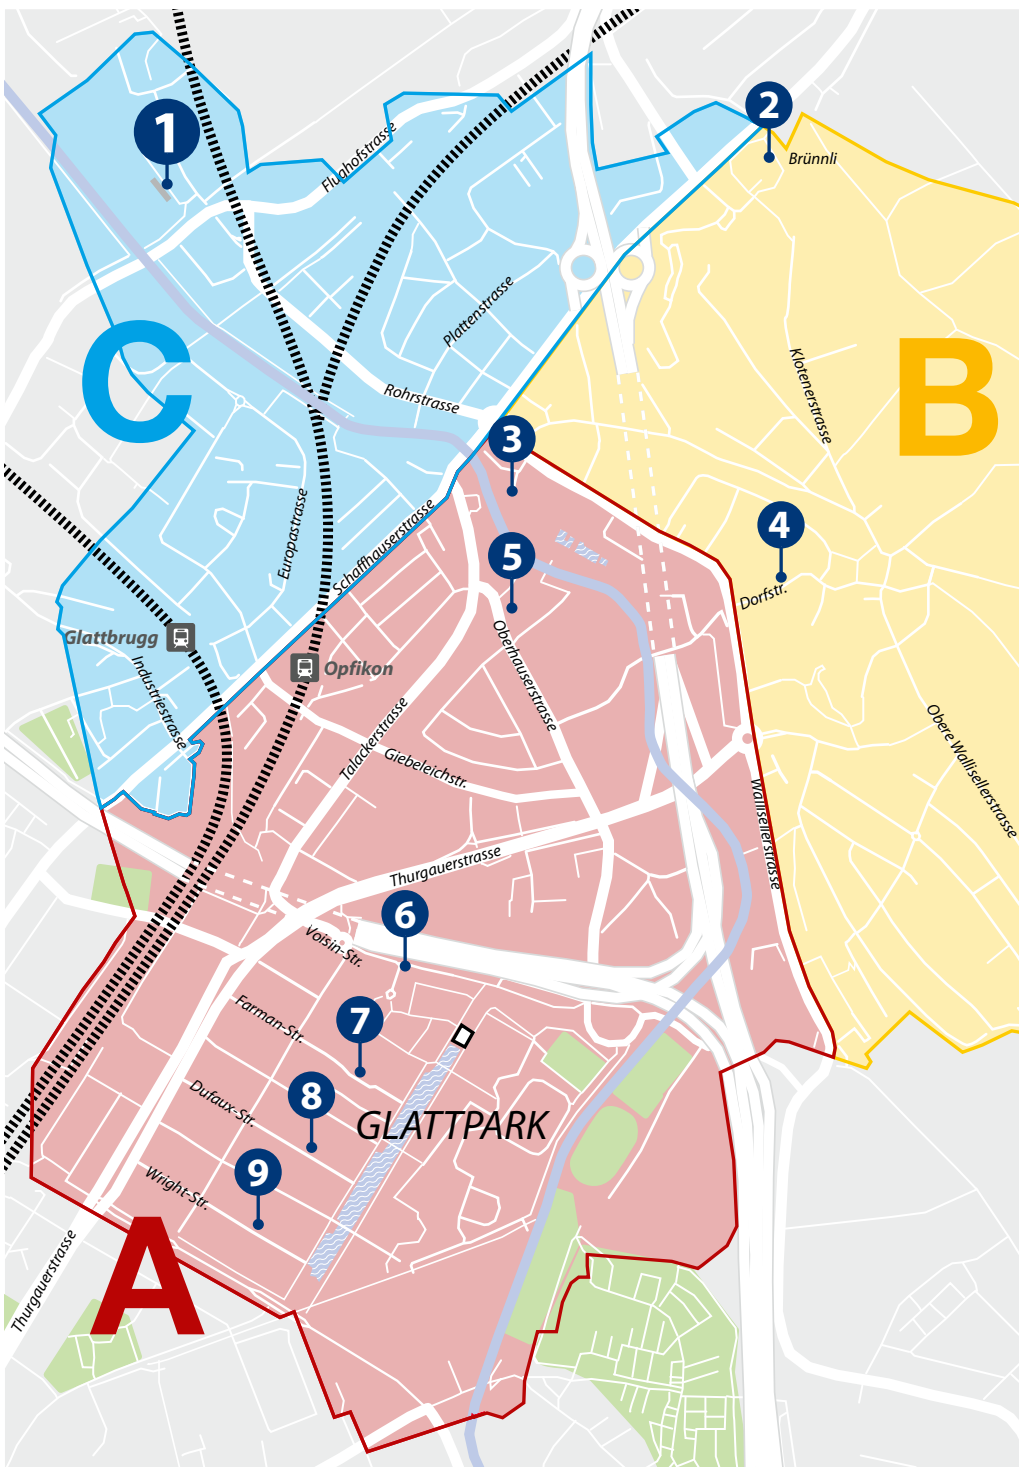 1
2
Brünnli
Flughofstrasse
Plattenstrasse
C
B
Klotenerstrasse
Rohrstrasse
3
Europastrasse
Schaffhauserstrasse
4
5
Dorfstr.
Glattbrugg
Opfikon
Industriestrasse
Oberhauserstrasse
Talackerstrasse
Giebeleichstr.
Obere Wallisellerstrasse
Wallisellerstrasse
Thurgauerstrasse
6
Voisin-Str.
Farman-Str.
7
8
Dufaux-Str.
GLATTPARK
9
Wright-Str.
A
Thurgauerstrasse